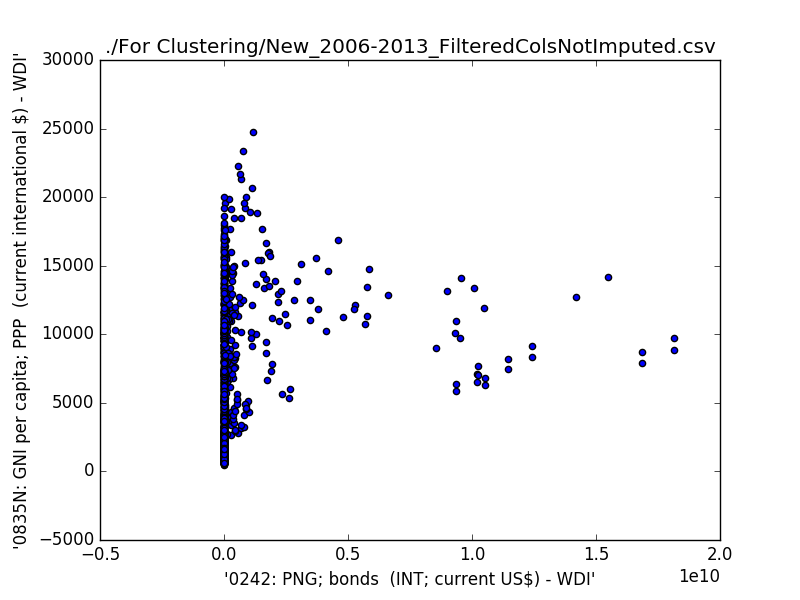 ./For Clustering/New_2006-2013_FilteredColsNotImputed.csv
'0835N: GNI per capita; PPP  (current international $) - WDI'
30000
25000
20000
15000
10000
5000
0
−5000
−0.5 0.0 0.5 1.0 1.5 2.0
1e10
'0242: PNG; bonds  (INT; current US$) - WDI'